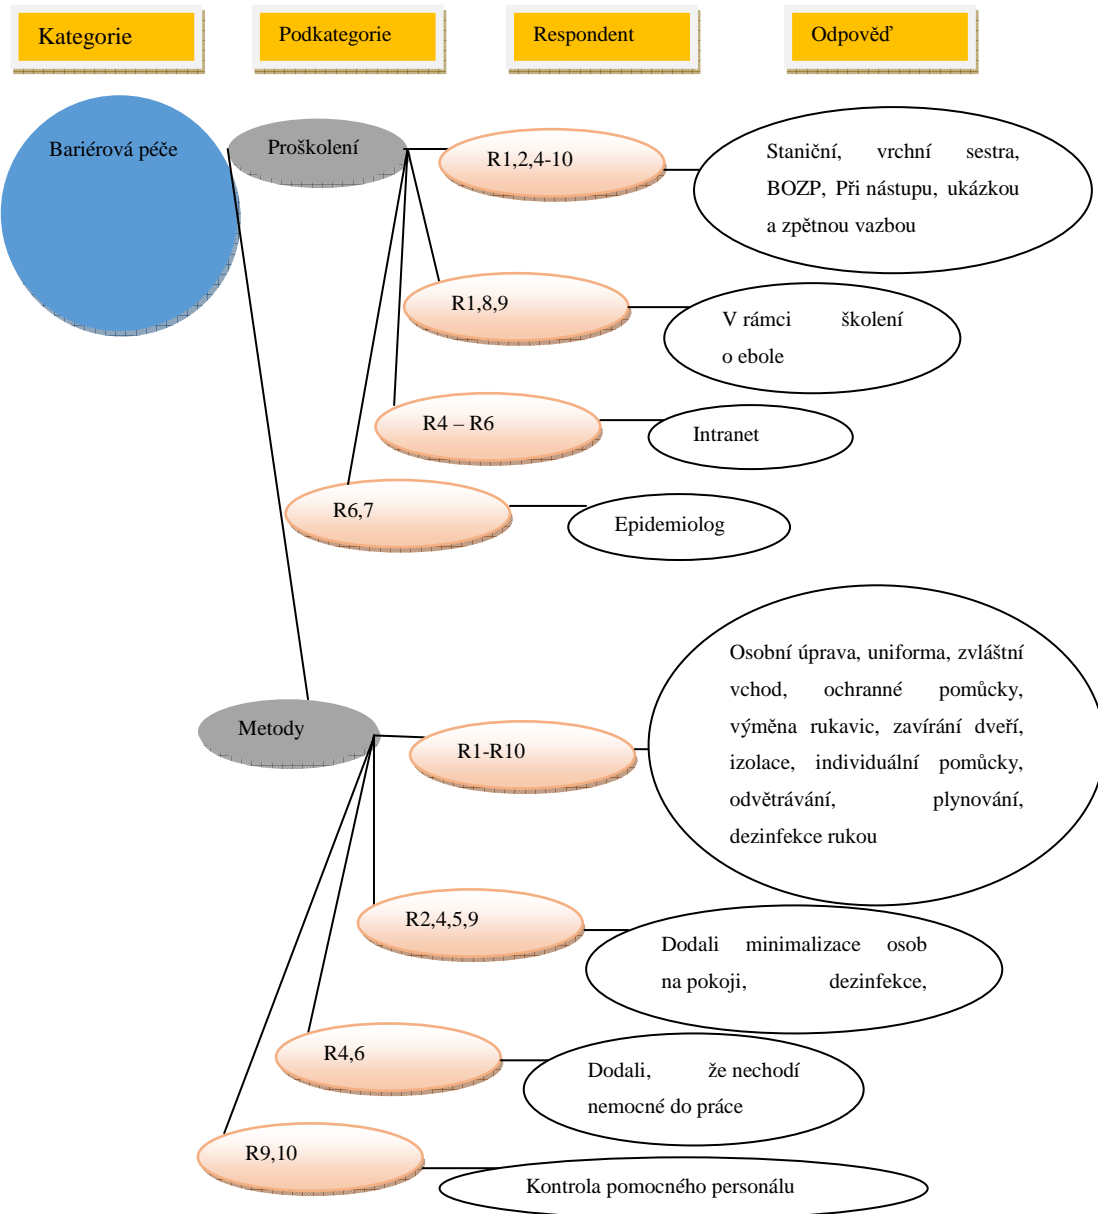 Kategorie
Podkategorie
Respondent
Odpověď
Bariérová péče
Proškolení
R1,2,4-10
Staniční, vrchní sestra,
BOZP, Při nástupu, ukázkou
a zpětnou vazbou
R1,8,9
V rámci školení
o ebole
R4 – R6
Intranet
R6,7
Epidemiolog
Metody
R1-R10
Osobní úprava, uniforma, zvláštní
vchod, ochranné pomůcky,
výměna rukavic, zavírání dveří,
izolace, individuální pomůcky,
odvětrávání, plynování,
dezinfekce rukou
R2,4,5,9
Dodali minimalizace osob
na pokoji, dezinfekce,
R4,6
Dodali, že nechodí
nemocné do práce
R9,10
Kontrola pomocného personálu